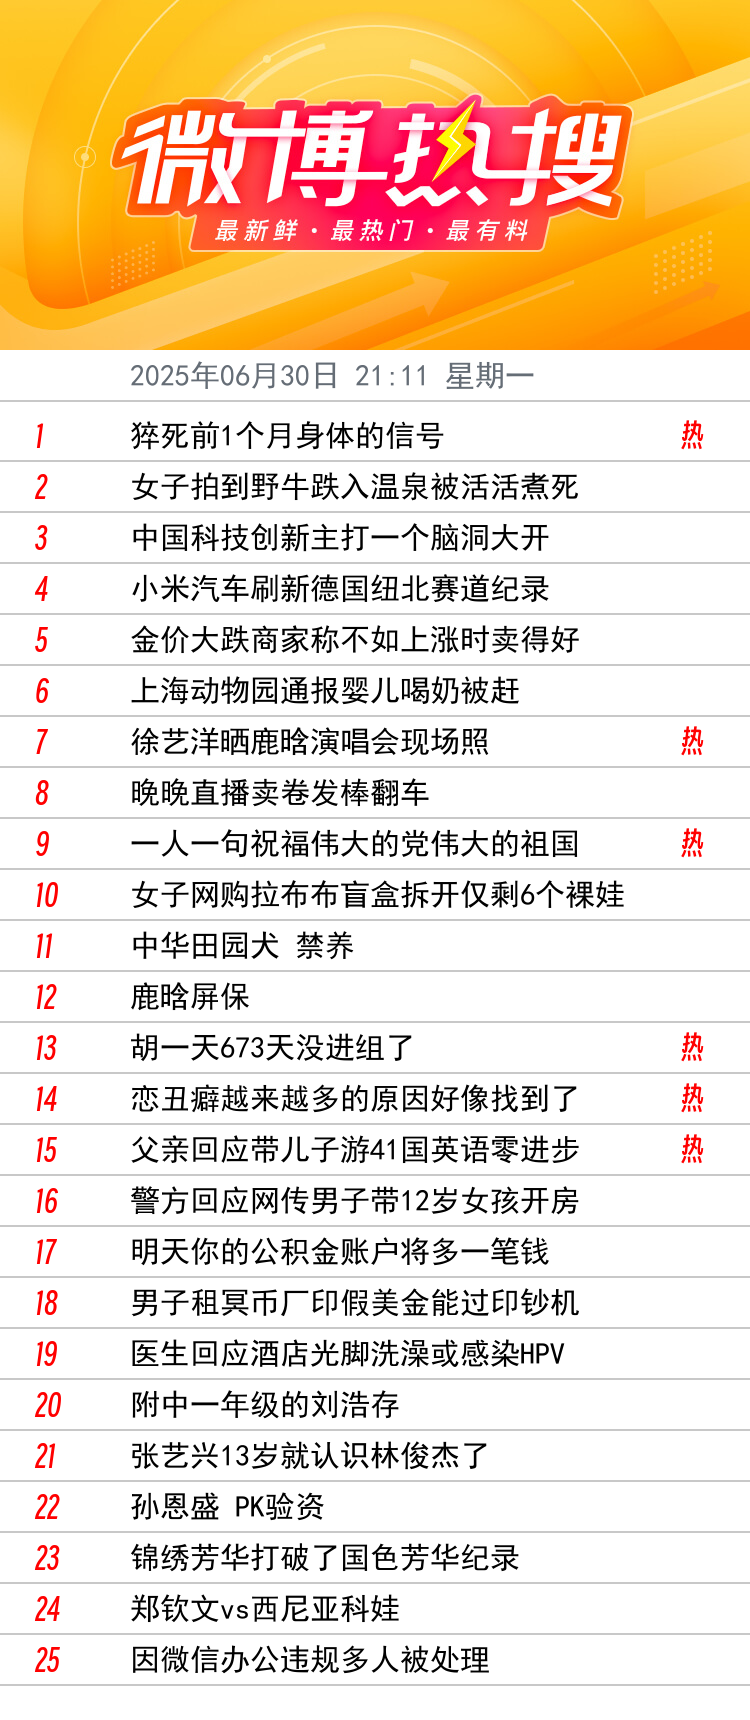 微博热搜
最新鲜·最热门·最有料
2025年06月30日 21:11 星期一
1 猝死前1个月身体的信号 热
2 女子拍到野牛跌入温泉被活活煮死
3 中国科技创新主打一个脑洞大开
4 小米汽车刷新德国纽北赛道纪录
5 金价大跌商家称不如上涨时卖得好
6 上海动物园通报婴儿喝奶被赶
7 徐艺洋晒鹿晗演唱会现场照 热
8 晚晚直播卖卷发棒翻车
9 一人一句祝福伟大的党伟大的祖国 热
10 女子网购拉布布盲盒拆开仅剩6个裸娃
11 中华田园犬 禁养
12 鹿晗屏保
13 胡一天673天没进组了 热
14 恋丑癖越来越多的原因好像找到了 热
15 父亲回应带儿子游41国英语零进步 热
16 警方回应网传男子带12岁女孩开房
17 明天你的公积金账户将多一笔钱
18 男子租冥币厂印假美金能过印钞机
19 医生回应酒店光脚洗澡或感染HPV
20 附中一年级的刘浩存
21 张艺兴13岁就认识林俊杰了
22 孙恩盛 PK验资
23 锦绣芳华打破了国色芳华纪录
24 郑钦文vs西尼亚科娃
25 因微信办公违规多人被处理